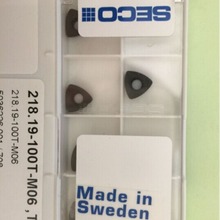 SECO
218.19-100T-M06 , T
218.19-100T-M06
Made in
Sweden